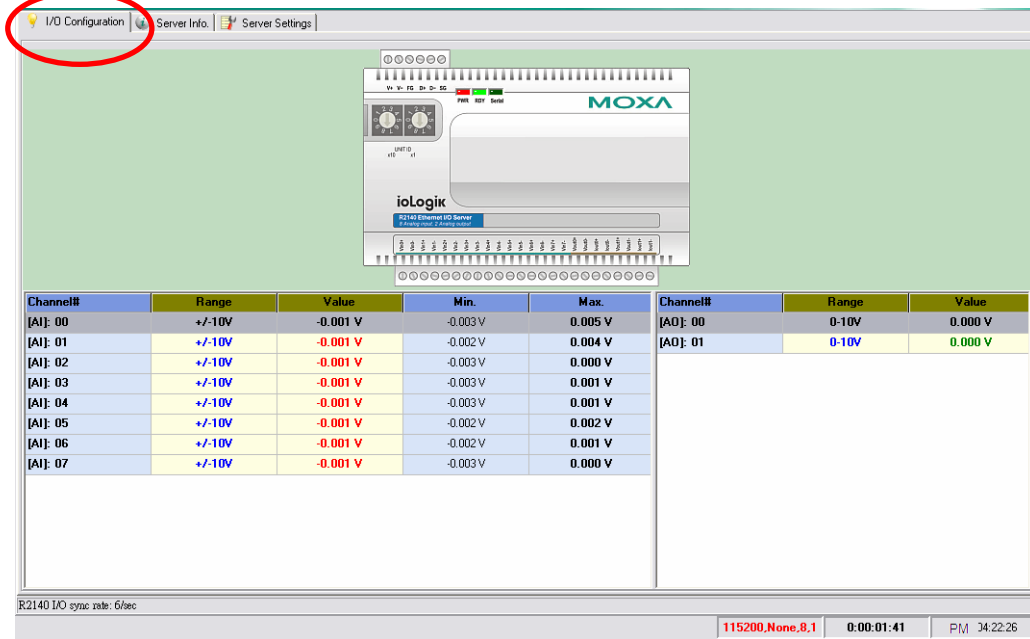 I/O Configuration Server Info. Server Settings
V+ V- FG D+ D- SG
PWR RDY Serial
MOXA
UNIT ID
x10 x1
ioLogik
R2140 Ethernet I/O Server
8 Analog input, 2 Analog output
Channel# Range Value Min. Max. Channel# Range Value
[AI]: 00 +/-10V -0.001 V -0.003 V 0.005 V [AO]: 00 0-10V 0.000 V
[AI]: 01 +/-10V -0.001 V -0.002 V 0.004 V [AO]: 01 0-10V 0.000 V
[AI]: 02 +/-10V -0.001 V -0.003 V 0.000 V
[AI]: 03 +/-10V -0.001 V -0.003 V 0.001 V
[AI]: 04 +/-10V -0.001 V -0.003 V 0.001 V
[AI]: 05 +/-10V -0.001 V -0.002 V 0.002 V
[AI]: 06 +/-10V -0.001 V -0.002 V 0.001 V
[AI]: 07 +/-10V -0.001 V -0.003 V 0.000 V
R2140 I/O sync rate: 6/sec
115200,None,8,1 0:00:01:41 PM 04:22:26